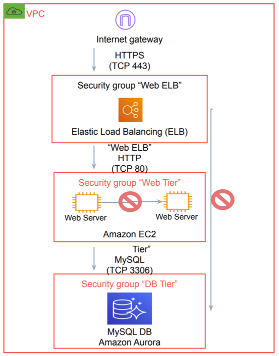 VPC
Internet gateway
HTTPS
(TCP 443)
Security group "Web ELB"
Elastic Load Balancing (ELB)
"Web ELB"
HTTP
(TCP 80)
Security group "Web Tier"
Web Server
Web Server
Amazon EC2
Tier"
MySQL
(TCP 3306)
Security group "DB Tier"
MySQL DB
Amazon Aurora